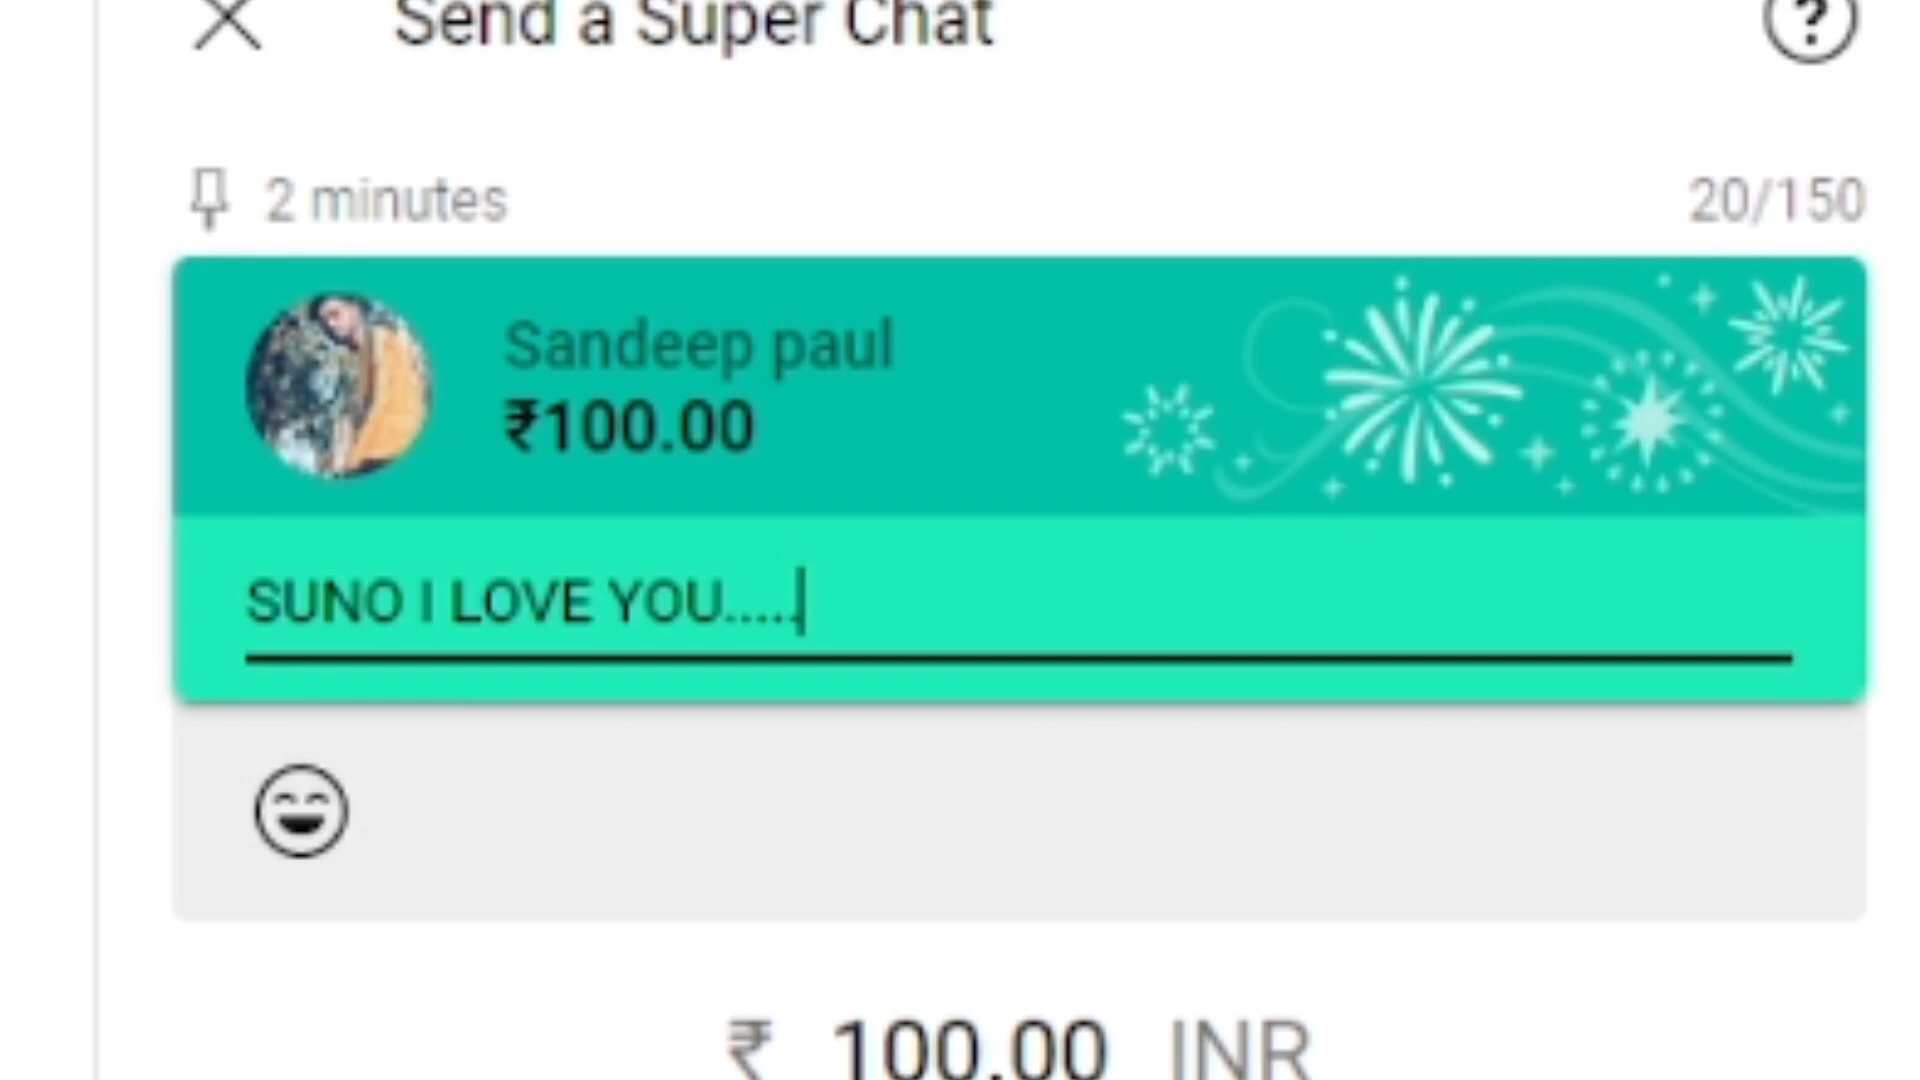 Send a Super Chat
2 minutes
20/150
Sandeep paul
₹100.00
SUNO I LOVE YOU.....
₹ 100.00 INR